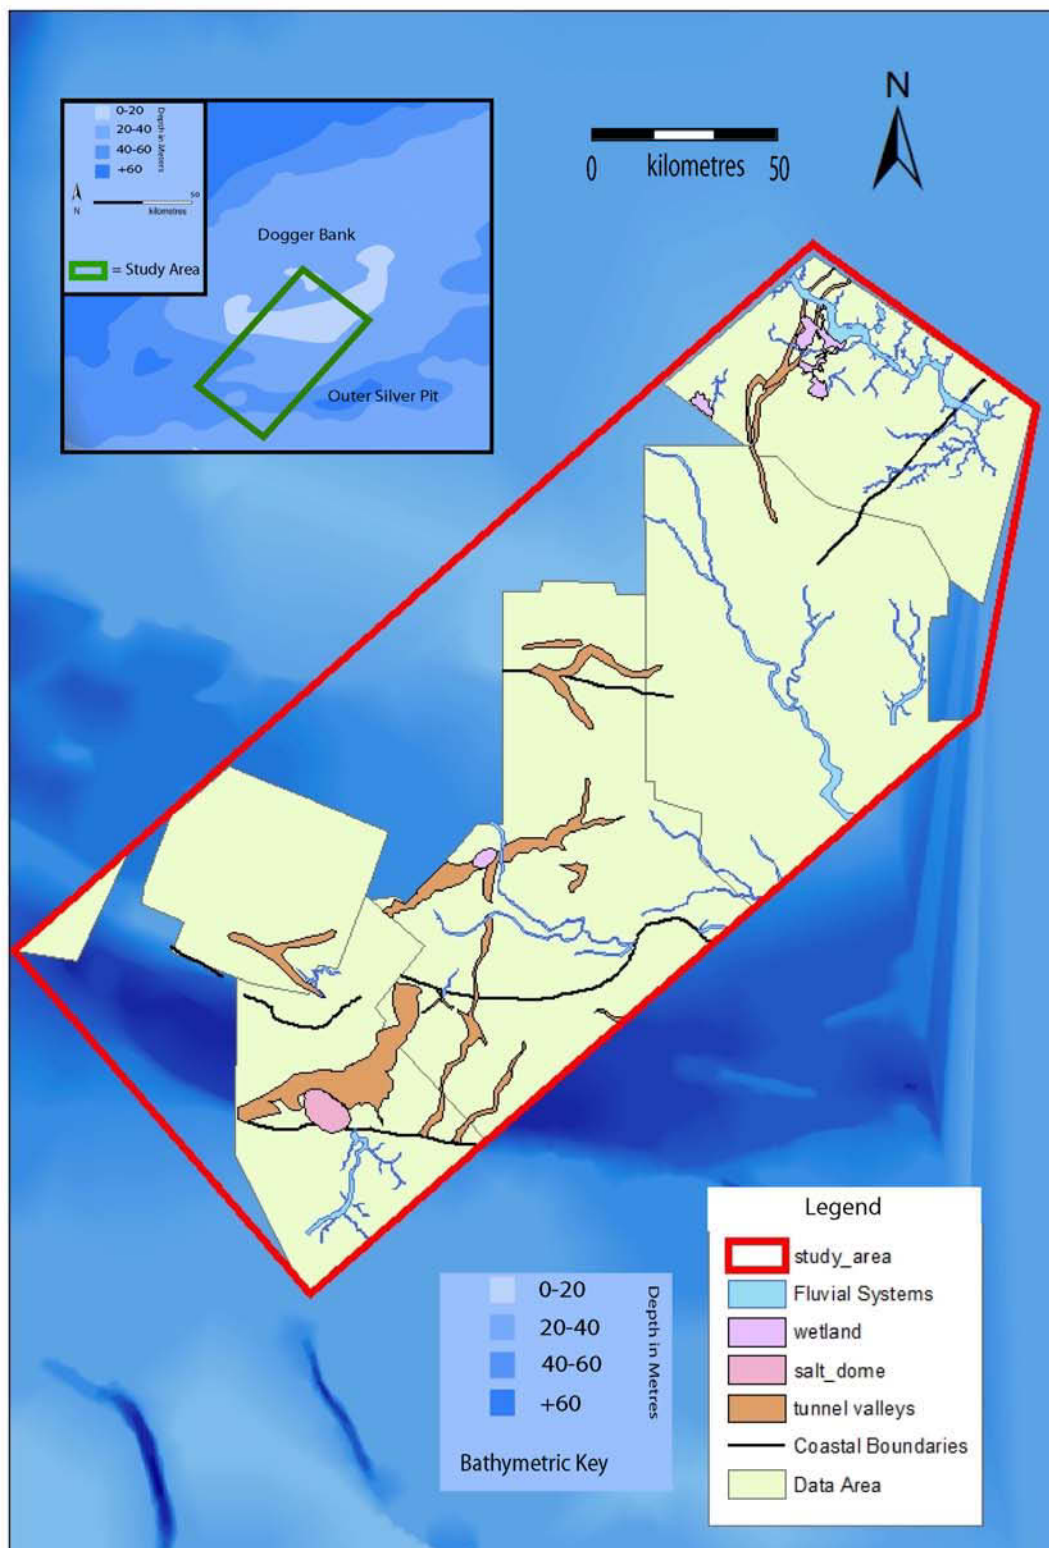 0-20
20-40
40-60
+60
Depth in Meters
N
50
kilometres
= Study Area
Dogger Bank
Outer Silver Pit
0 kilometres 50
N
Legend
study_area
Fluvial Systems
wetland
salt_dome
tunnel valleys
Coastal Boundaries
Data Area
0-20
20-40
40-60
+60
Depth in Metres
Bathymetric Key